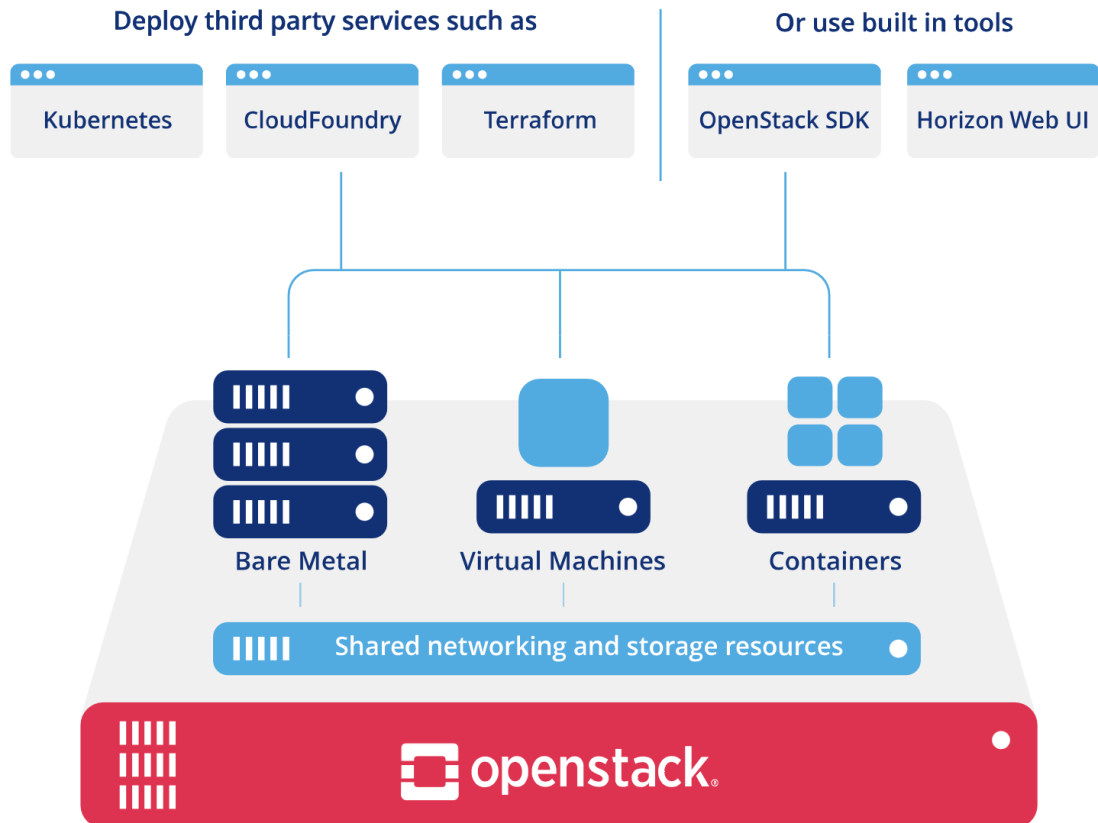 Deploy third party services such as
Or use built in tools
Kubernetes
CloudFoundry
Terraform
OpenStack SDK
Horizon Web UI
Bare Metal
Virtual Machines
Containers
Shared networking and storage resources
openstack®